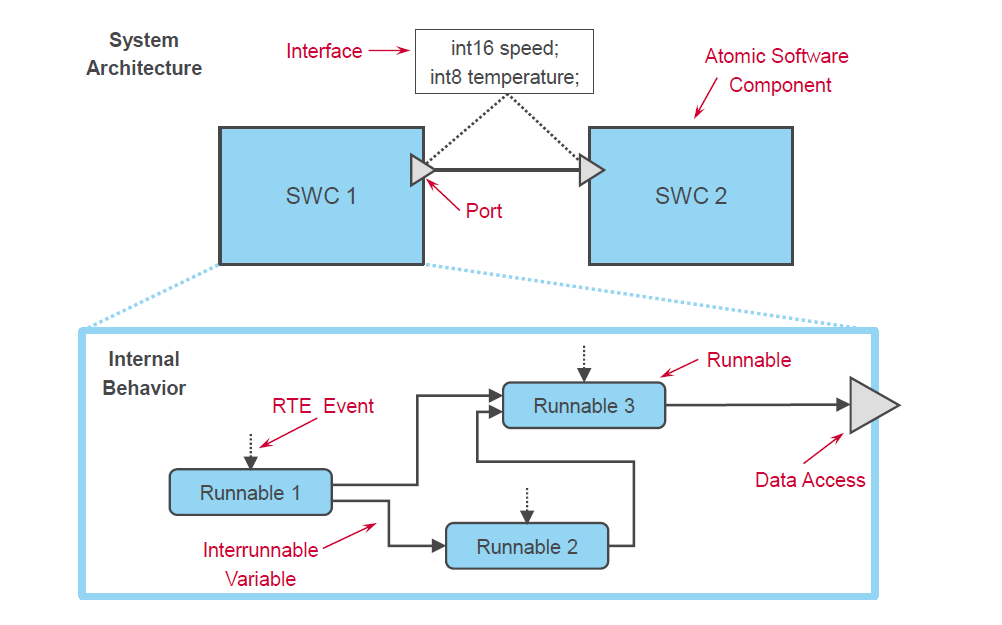 System
Architecture
Interface
int16 speed;
int8 temperature;
Atomic Software
Component
SWC 1
SWC 2
Port
Internal
Behavior
Runnable
RTE  Event
Runnable 3
Runnable 1
Data Access
Interrunnable
Variable
Runnable 2